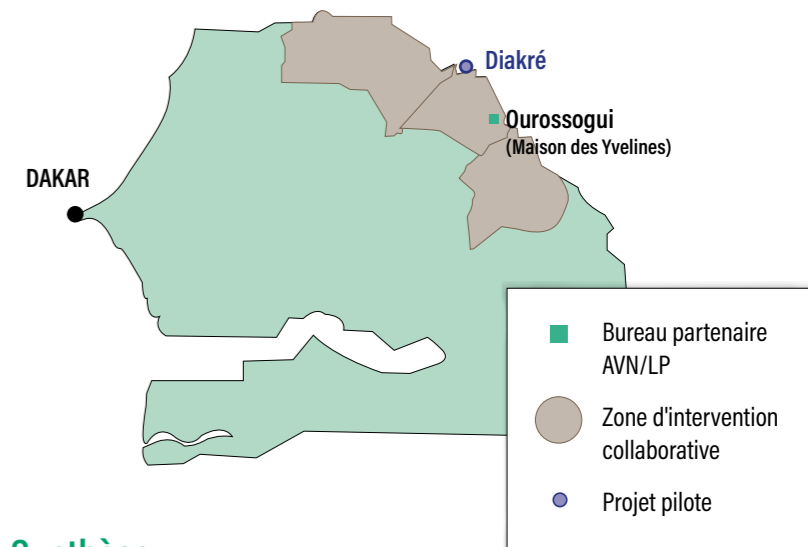 Diakré
Ourossogui
(Maison des Yvelines)
DAKAR
Bureau partenaire
AVN/LP
Zone d'intervention
collaborative
Projet pilote